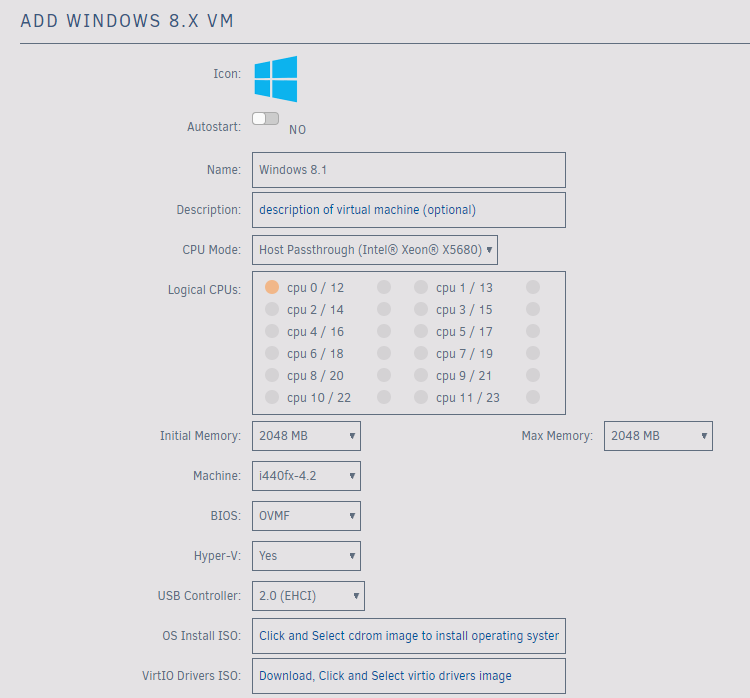 ADD WINDOWS 8.X VM
Icon:
Autostart: NO
Name: Windows 8.1
Description: description of virtual machine (optional)
CPU Mode: Host Passthrough (Intel® Xeon® X5680)
Logical CPUs: cpu 0 / 12 cpu 1 / 13
cpu 2 / 14 cpu 3 / 15
cpu 4 / 16 cpu 5 / 17
cpu 6 / 18 cpu 7 / 19
cpu 8 / 20 cpu 9 / 21
cpu 10 / 22 cpu 11 / 23
Initial Memory: 2048 MB Max Memory: 2048 MB
Machine: i440fx-4.2
BIOS: OVMF
Hyper-V: Yes
USB Controller: 2.0 (EHCI)
OS Install ISO: Click and Select cdrom image to install operating syster
VirtIO Drivers ISO: Download, Click and Select virtio drivers image